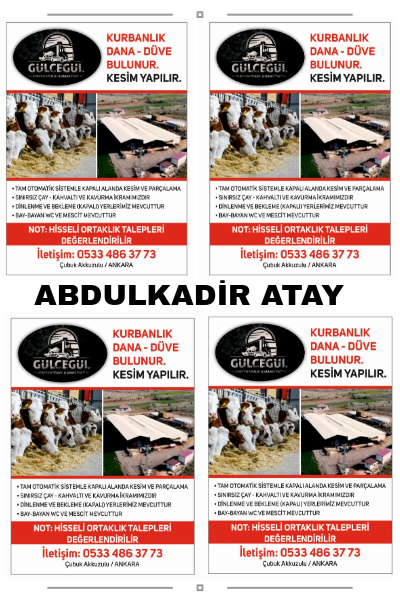 GÜLÇEGÜL
KURBANLIK
DANA - DÜVE
BULUNUR.
KESİM YAPILIR.
• TAM OTOMATİK SİSTEMLE KAPALI ALANDA KESİM VE PARÇALAMA
• SINIRSIZ ÇAY - KAHVALTI VE KAVURMA İKRAMIMIZDIR
• DİNLENME VE BEKLEME (KAPALI) YERLERİMİZ MEVCUTTUR
• BAY-BAYAN WC VE MESCİT MEVCUTTUR
NOT: HİSSELİ ORTAKLIK TALEPLERİ
DEĞERLENDİRİLİR
İletişim: 0533 486 37 73
Çubuk Akkuzulu / ANKARA
GÜLÇEGÜL
KURBANLIK
DANA - DÜVE
BULUNUR.
KESİM YAPILIR.
• TAM OTOMATİK SİSTEMLE KAPALI ALANDA KESİM VE PARÇALAMA
• SINIRSIZ ÇAY - KAHVALTI VE KAVURMA İKRAMIMIZDIR
• DİNLENME VE BEKLEME (KAPALI) YERLERİMİZ MEVCUTTUR
• BAY-BAYAN WC VE MESCİT MEVCUTTUR
NOT: HİSSELİ ORTAKLIK TALEPLERİ
DEĞERLENDİRİLİR
İletişim: 0533 486 37 73
Çubuk Akkuzulu / ANKARA
ABDULKADİR ATAY
GÜLÇEGÜL
KURBANLIK
DANA - DÜVE
BULUNUR.
KESİM YAPILIR.
• TAM OTOMATİK SİSTEMLE KAPALI ALANDA KESİM VE PARÇALAMA
• SINIRSIZ ÇAY - KAHVALTI VE KAVURMA İKRAMIMIZDIR
• DİNLENME VE BEKLEME (KAPALI) YERLERİMİZ MEVCUTTUR
• BAY-BAYAN WC VE MESCİT MEVCUTTUR
NOT: HİSSELİ ORTAKLIK TALEPLERİ
DEĞERLENDİRİLİR
İletişim: 0533 486 37 73
Çubuk Akkuzulu / ANKARA
GÜLÇEGÜL
KURBANLIK
DANA - DÜVE
BULUNUR.
KESİM YAPILIR.
• TAM OTOMATİK SİSTEMLE KAPALI ALANDA KESİM VE PARÇALAMA
• SINIRSIZ ÇAY - KAHVALTI VE KAVURMA İKRAMIMIZDIR
• DİNLENME VE BEKLEME (KAPALI) YERLERİMİZ MEVCUTTUR
• BAY-BAYAN WC VE MESCİT MEVCUTTUR
NOT: HİSSELİ ORTAKLIK TALEPLERİ
DEĞERLENDİRİLİR
İletişim: 0533 486 37 73
Çubuk Akkuzulu / ANKARA